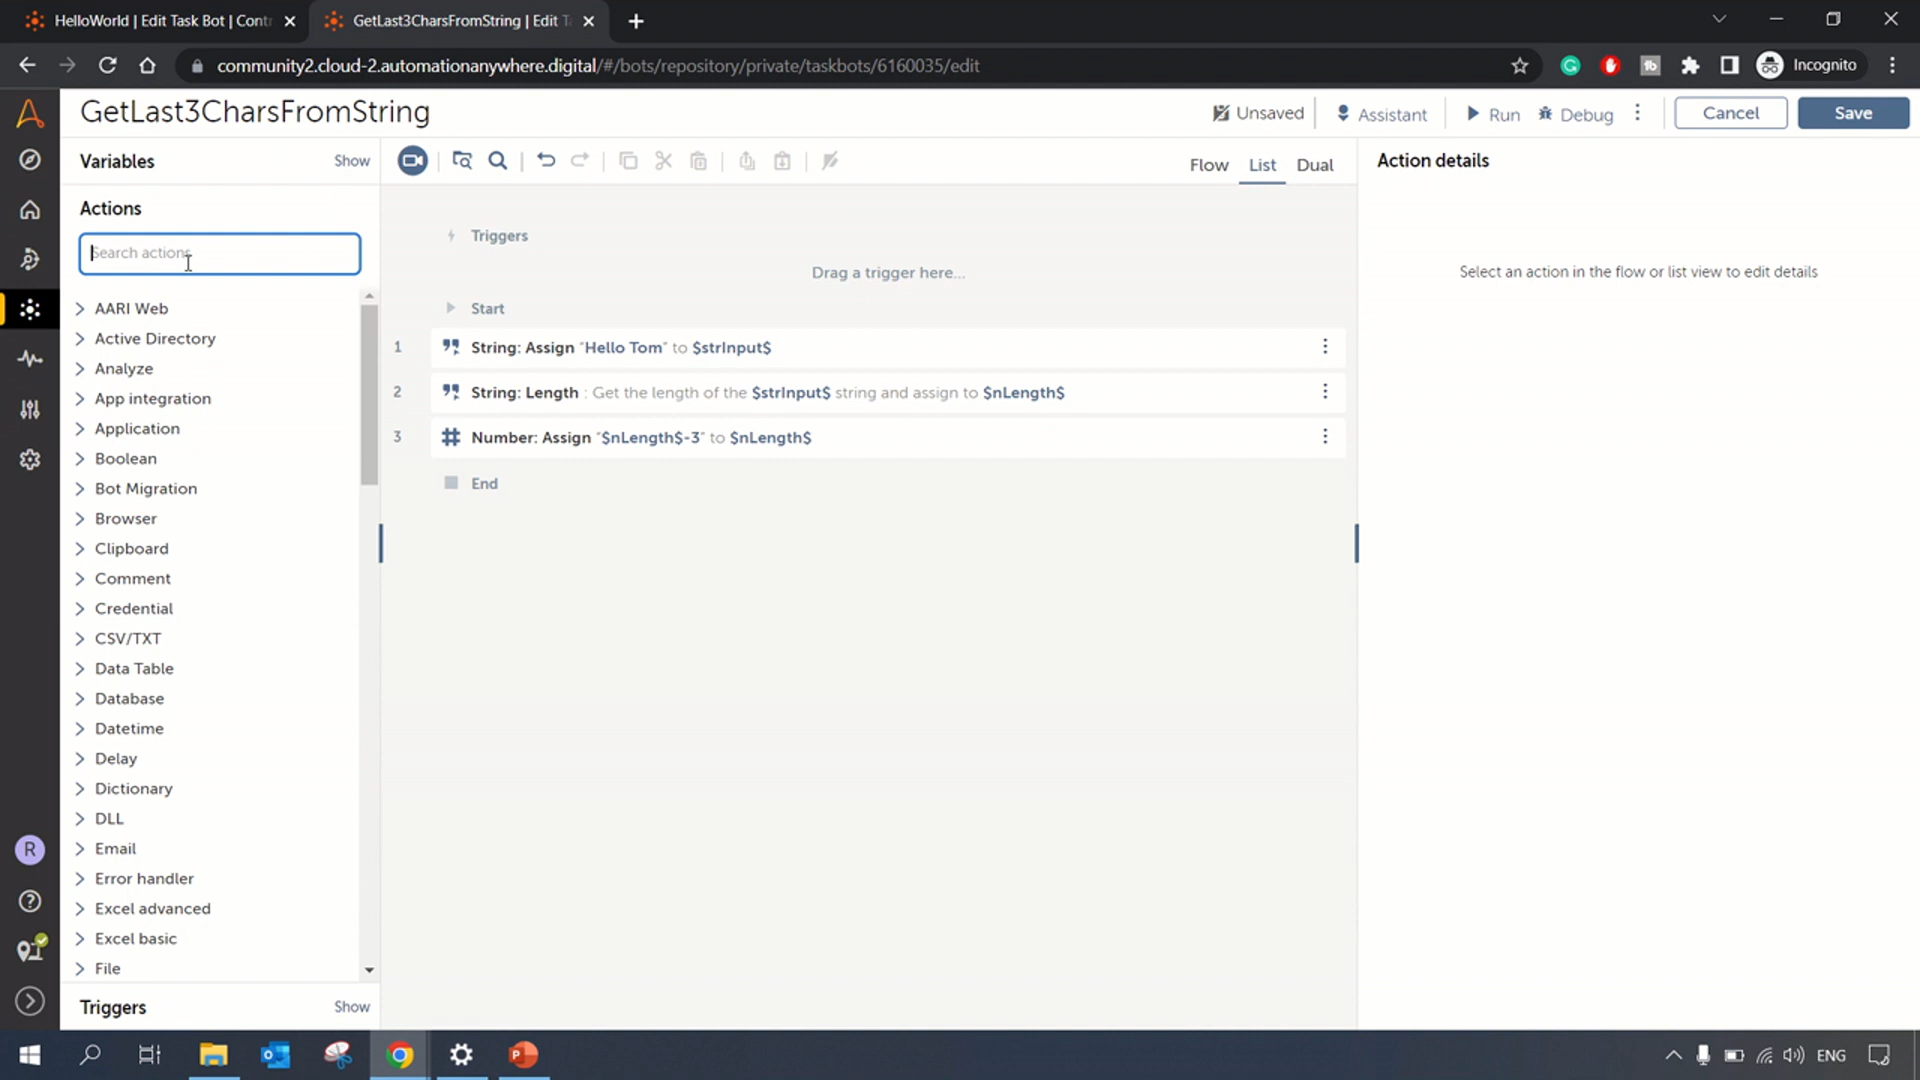 HelloWorld | Edit Task Bot | Cont
GetLast3CharsFromString | Edit T
community2.cloud-2.automationanywhere.digital/#/bots/repository/private/taskbots/6160035/edit
Incognito
GetLast3CharsFromString
Unsaved
Assistant
Run
Debug
Cancel
Save
Variables
Show
Flow
List
Dual
Action details
Actions
Search actions
Triggers
Drag a trigger here...
Select an action in the flow or list view to edit details
Start
1 String: Assign "Hello Tom" to $strInput$
2 String: Length : Get the length of the $strInput$ string and assign to $nLength$
3 Number: Assign "$nLength$-3" to $nLength$
End
AARI Web
Active Directory
Analyze
App integration
Application
Boolean
Bot Migration
Browser
Clipboard
Comment
Credential
CSV/TXT
Data Table
Database
Datetime
Delay
Dictionary
DLL
Email
Error handler
Excel advanced
Excel basic
File
Triggers
Show
R
ENG